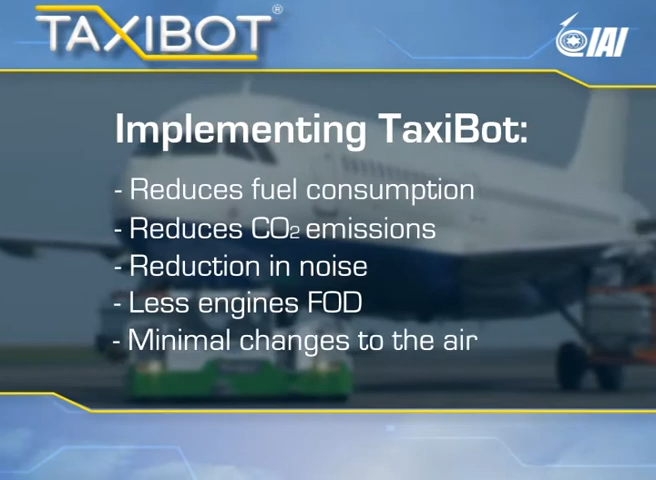 TAXIBOT®
IAI
Implementing TaxiBot:
- Reduces fuel consumption
- Reduces CO₂ emissions
- Reduction in noise
- Less engines FOD
- Minimal changes to the air